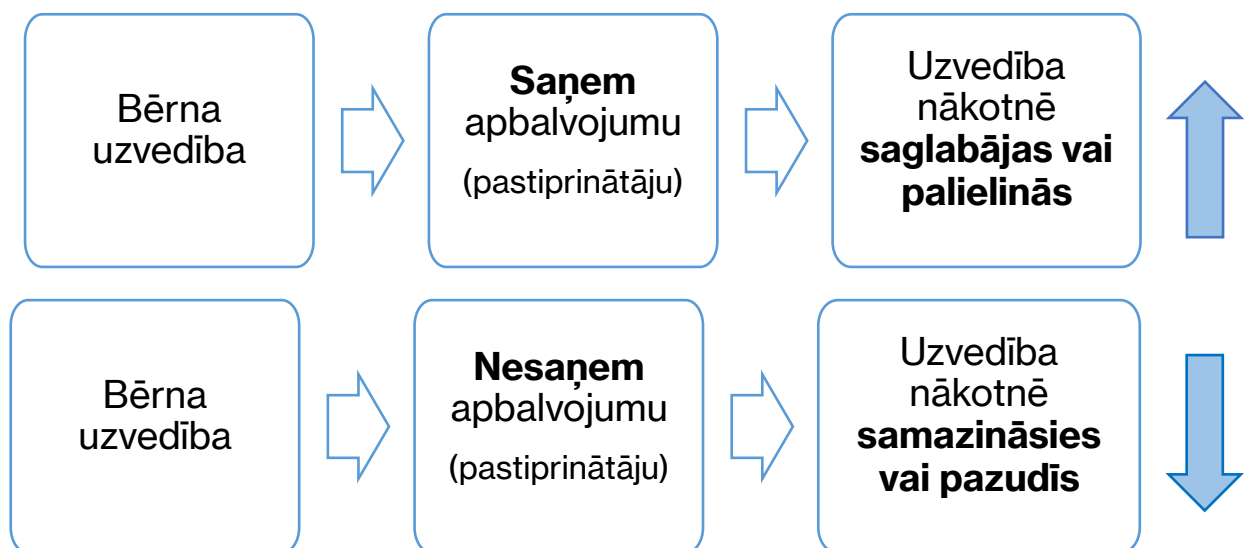 Bērna
uzvedība
Saņem
apbalvojumu
(pastiprinātāju)
Uzvedība
nākotnē
saglabājas vai
palielinās
Bērna
uzvedība
Nesaņem
apbalvojumu
(pastiprinātāju)
Uzvedība
nākotnē
samazināsies
vai pazudīs